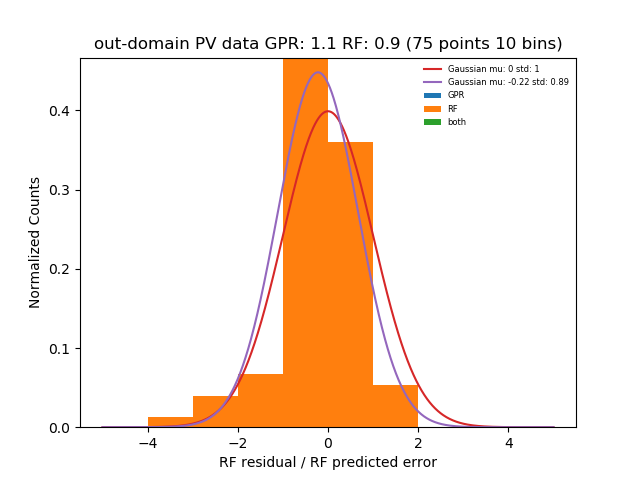 out-domain PV data GPR: 1.1 RF: 0.9 (75 points 10 bins)
Gaussian mu: 0 std: 1
Gaussian mu: -0.22 std: 0.89
GPR
RF
both
Normalized Counts
0.4
0.3
0.2
0.1
0.0
−4
−2
0
2
4
RF residual / RF predicted error